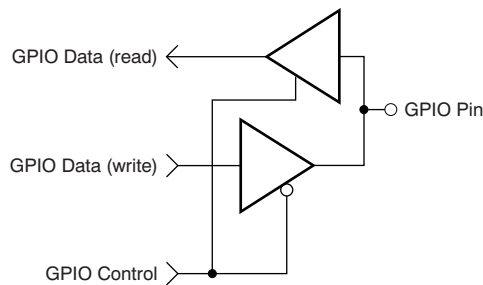 GPIO Data (read)
GPIO Pin
GPIO Data (write)
GPIO Control